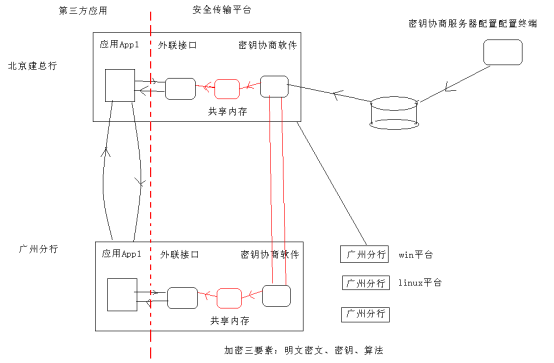 第三方应用
安全传输平台
密钥协商服务器配置配置终端
应用App1
外联接口
密钥协商软件
北京建总行
共享内存
广州分行
应用App1
外联接口
密钥协商软件
广州分行
win平台
广州分行
linux平台
广州分行
共享内存
加密三要素：明文密文、密钥、算法